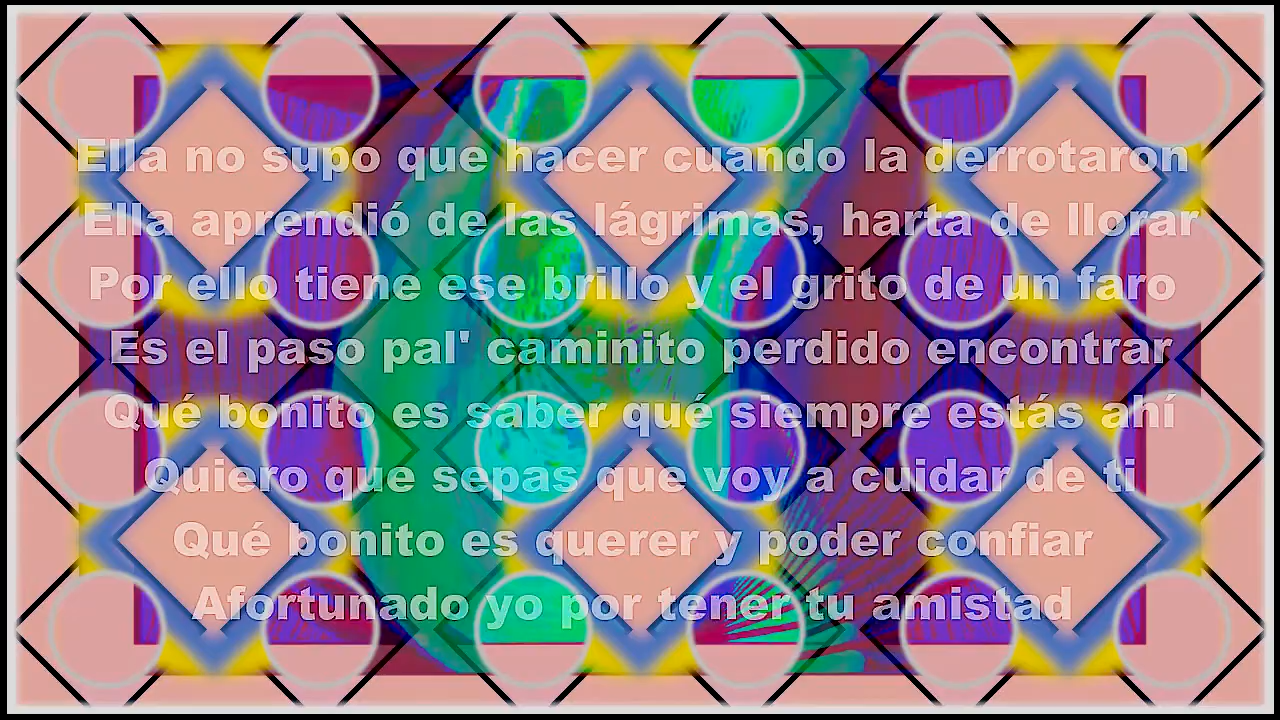 Ella no supo que hacer cuando la derrotaron
Ella aprendió de las lágrimas, harta de llorar
Por ello tiene ese brillo y el grito de un faro
Es el paso pal' caminito perdido encontrar
Qué bonito es saber qué siempre estás ahí
Quiero que sepas que voy a cuidar de ti
Qué bonito es querer y poder confiar
Afortunado yo por tener tu amistad